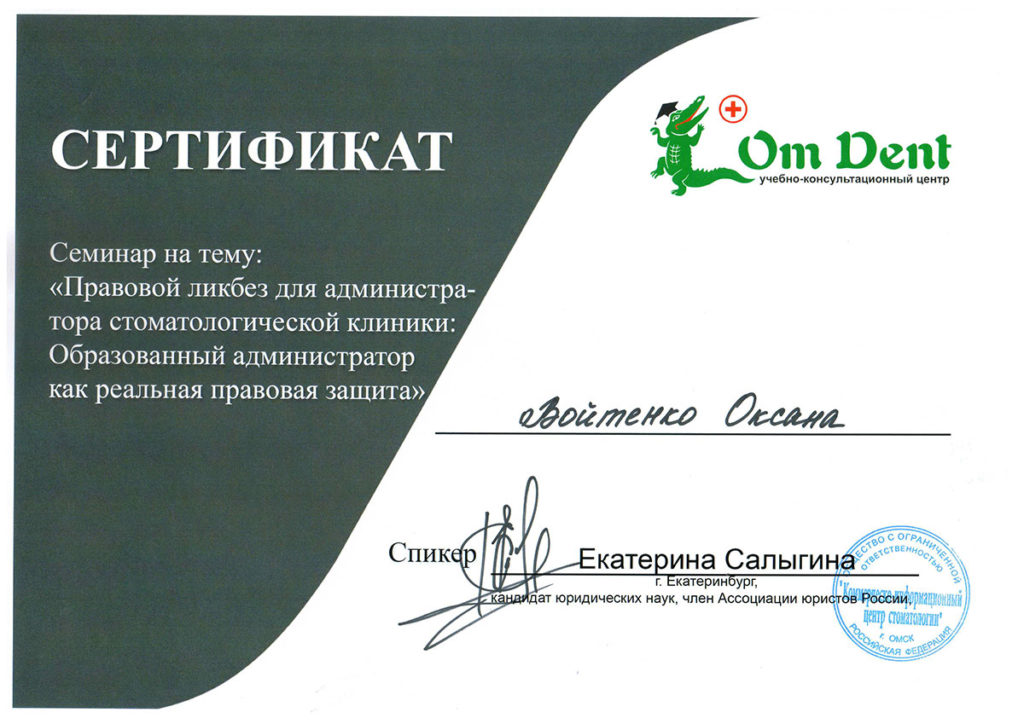 СЕРТИФИКАТ
Om Dent
учебно-консультационный центр
Семинар на тему:
«Правовой ликбез для администра-
тора стоматологической клиники:
Образованный администратор
как реальная правовая защита»
Войтенко Оксана
Спикер
Екатерина Салыгина
г. Екатеринбург,
кандидат юридических наук, член Ассоциации юристов России.
ОБЩЕСТВО С ОГРАНИЧЕННОЙ
ОТВЕТСТВЕННОСТЬЮ
информационный
центр стоматологии"
г. ОМСК
РОССИЙСКАЯ ФЕДЕРАЦИЯ